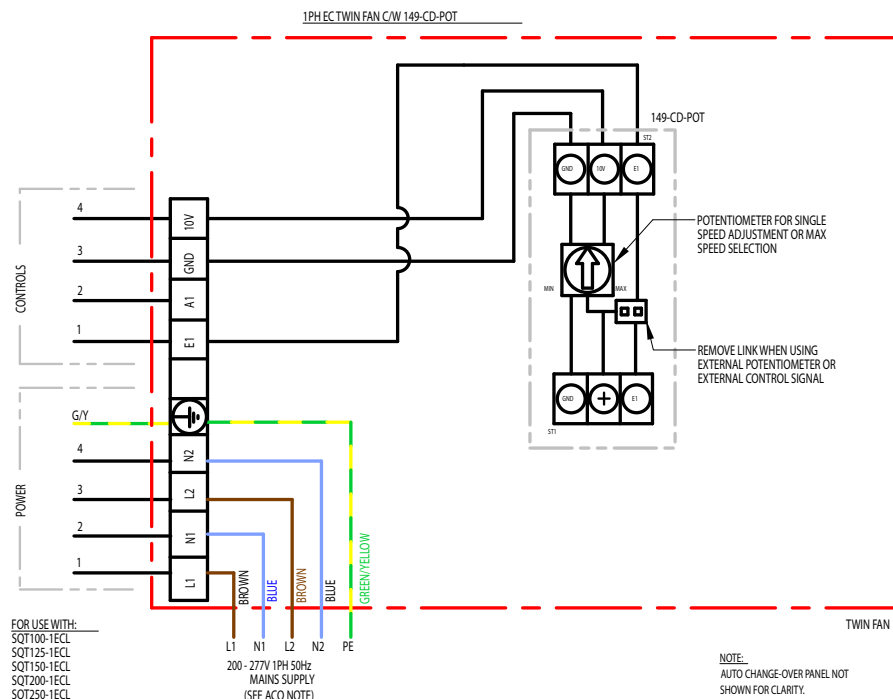 1PH EC TWIN FAN C/W 149-CD-POT
149-CD-POT
ST2
GND
10V
E1
POTENTIOMETER FOR SINGLE
SPEED ADJUSTMENT OR MAX
SPEED SELECTION
MIN
MAX
REMOVE LINK WHEN USING
EXTERNAL POTENTIOMETER OR
EXTERNAL CONTROL SIGNAL
GND
+
E1
ST1
CONTROLS
4
3
2
1
10V
GND
A1
E1
POWER
G/Y
4
3
2
1
N2
L2
N1
L1
BROWN
BLUE
BROWN
BLUE
GREEN/YELLOW
L1
N1
L2
N2
PE
200 - 277V 1PH 50Hz
MAINS SUPPLY
(SEE ACO NOTE)
FOR USE WITH:
SQT100-1ECL
SQT125-1ECL
SQT150-1ECL
SQT200-1ECL
SQT250-1ECL
TWIN FAN
NOTE:
AUTO CHANGE-OVER PANEL NOT
SHOWN FOR CLARITY.